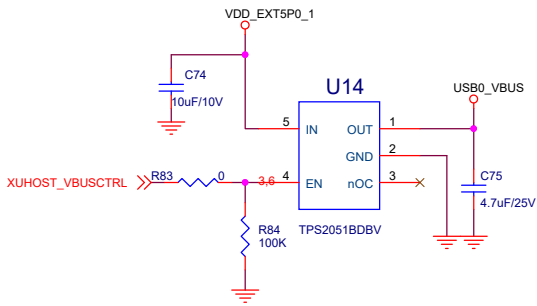 VDD_EXT5P0_1
C74
10uF/10V
U14
USB0_VBUS
5 IN OUT 1
GND 2
XUHOST_VBUSCTRL R83 0 3,6 4 EN nOC 3
C75
4.7uF/25V
R84
100K
TPS2051BDBV